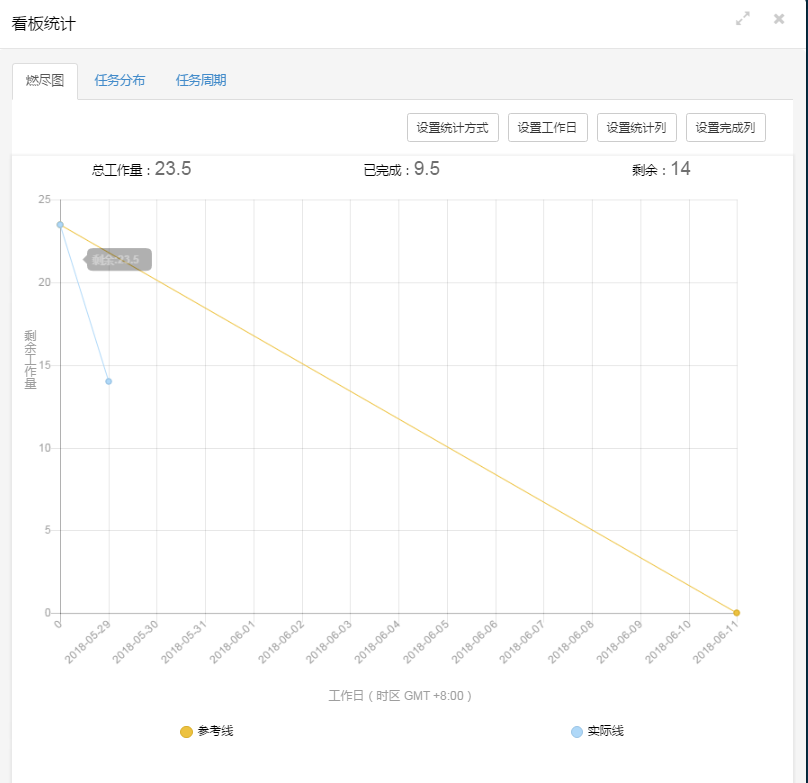 看板统计
燃尽图 任务分布 任务周期
设置统计方式 设置工作日 设置统计列 设置完成列
总工作量：23.5 已完成：9.5 剩余：14
25
剩余:23.5
20
剩余工作量
15
10
5
0
0 2018-05-29 2018-05-30 2018-05-31 2018-06-01 2018-06-02 2018-06-03 2018-06-04 2018-06-05 2018-06-06 2018-06-07 2018-06-08 2018-06-09 2018-06-10 2018-06-11
工作日（时区 GMT +8:00）
参考线 实际线